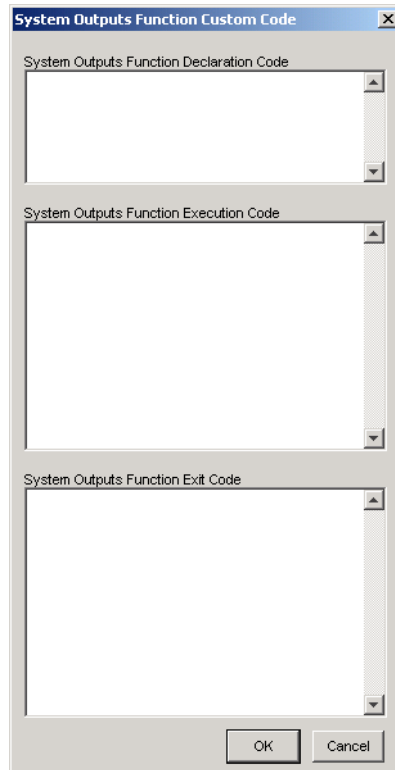 System Outputs Function Custom Code
System Outputs Function Declaration Code
System Outputs Function Execution Code
System Outputs Function Exit Code
OK Cancel